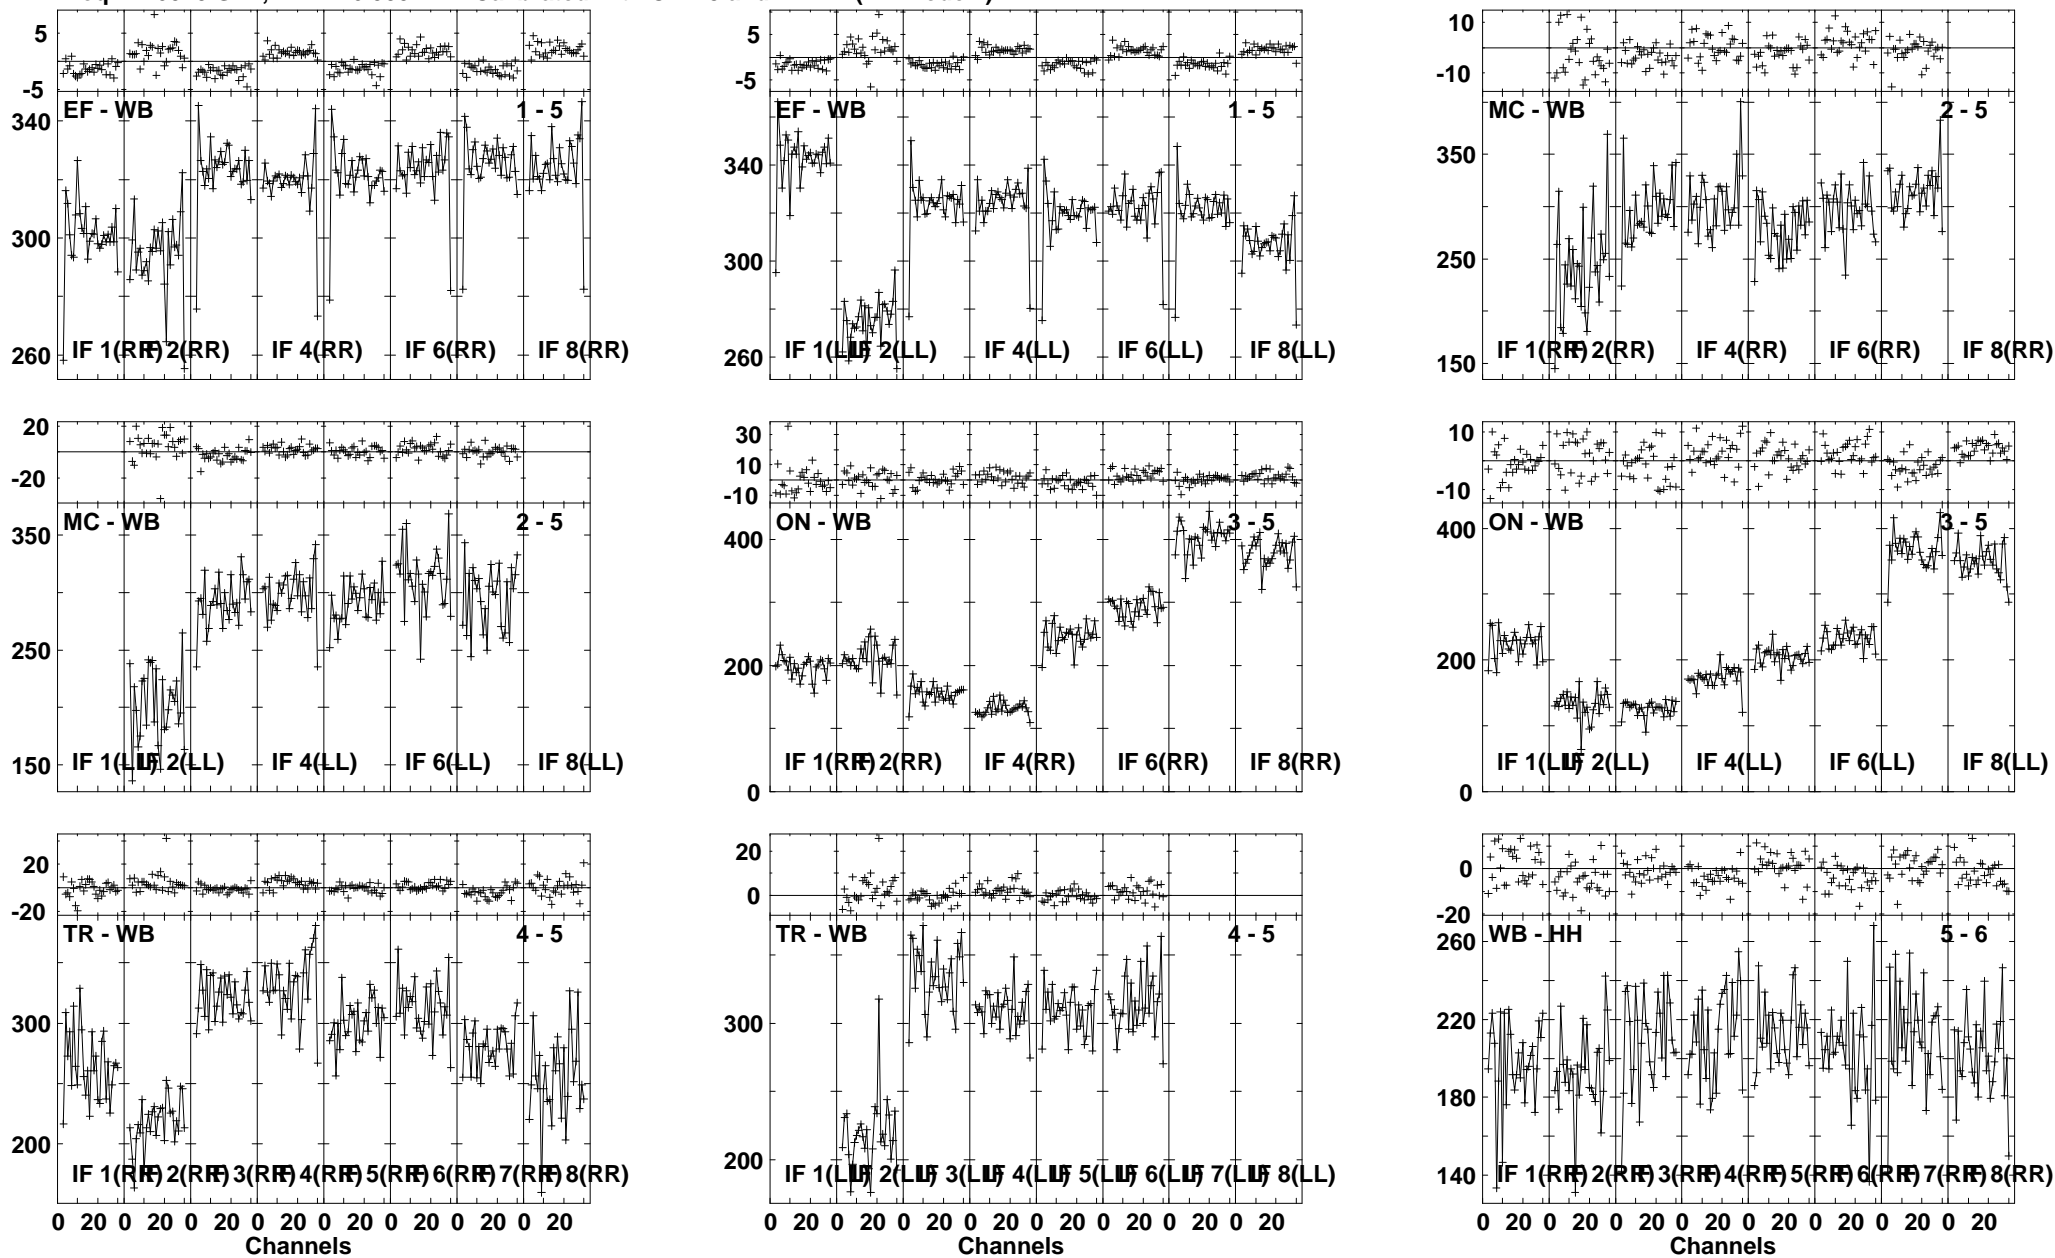 5
-5
EF - WB 1 - 5
340
300
260
IF 1(RR) IF 2(RR) IF 4(RR) IF 6(RR) IF 8(RR)
5
-5
EF - WB 1 - 5
340
300
260
IF 1(LL) IF 2(LL) IF 4(LL) IF 6(LL) IF 8(LL)
10
-10
MC - WB 2 - 5
350
250
150
IF 1(RR) IF 2(RR) IF 4(RR) IF 6(RR) IF 8(RR)
20
-20
MC - WB 2 - 5
350
250
150
IF 1(LL) IF 2(LL) IF 4(LL) IF 6(LL) IF 8(LL)
30
10
-10
ON - WB 3 - 5
400
200
0
IF 1(RR) IF 2(RR) IF 4(RR) IF 6(RR) IF 8(RR)
10
-10
ON - WB 3 - 5
400
200
0
IF 1(LL) IF 2(LL) IF 4(LL) IF 6(LL) IF 8(LL)
20
-20
TR - WB 4 - 5
300
200
IF 1(RR) IF 2(RR) IF 3(RR) IF 4(RR) IF 5(RR) IF 6(RR) IF 7(RR) IF 8(RR)
0 20 0 20 0 20 0 20 0 20 0 20 0 20 0 20
Channels
20
0
TR - WB 4 - 5
300
200
IF 1(LL) IF 2(LL) IF 3(LL) IF 4(LL) IF 5(LL) IF 6(LL) IF 7(LL) IF 8(LL)
0 20 0 20 0 20 0 20 0 20 0 20 0 20 0 20
Channels
0
-20
WB - HH 5 - 6
260
220
180
140
IF 1(RR) IF 2(RR) IF 3(RR) IF 4(RR) IF 5(RR) IF 6(RR) IF 7(RR) IF 8(RR)
0 20 0 20 0 20 0 20 0 20 0 20 0 20 0 20
Channels